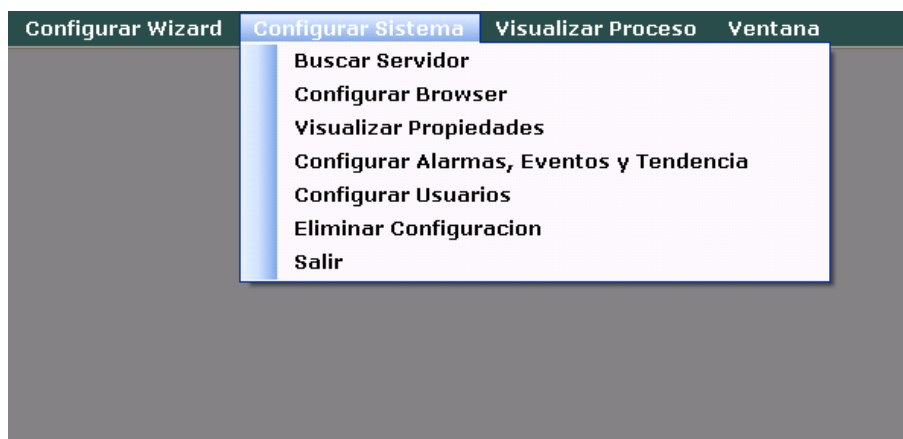 Configurar Wizard Configurar Sistema Visualizar Proceso Ventana
Buscar Servidor
Configurar Browser
Visualizar Propiedades
Configurar Alarmas, Eventos y Tendencia
Configurar Usuarios
Eliminar Configuracion
Salir